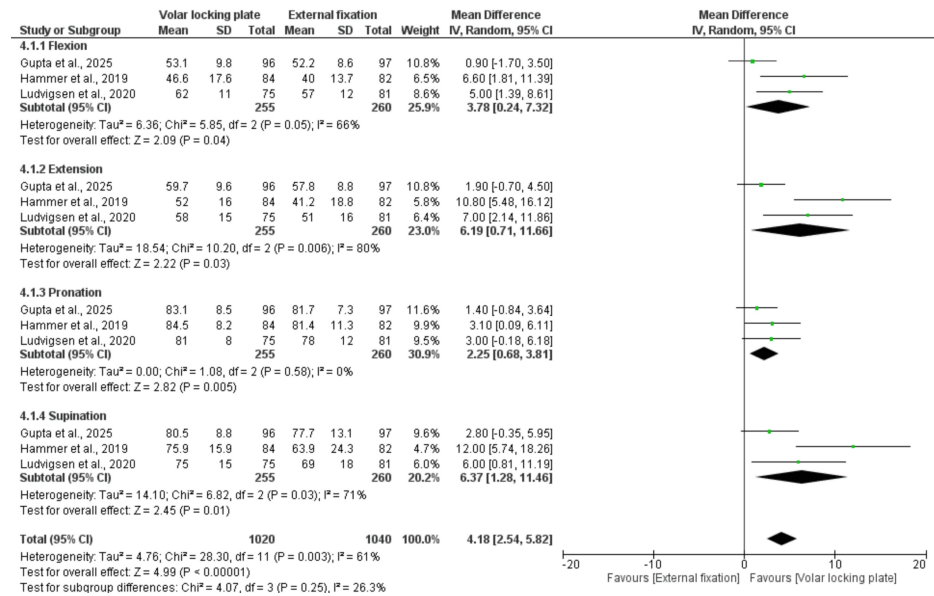 Volar locking plate External fixation Mean Difference Mean Difference
Study or Subgroup Mean SD Total Mean SD Total Weight IV, Random, 95% CI IV, Random, 95% CI
4.1.1 Flexion
Gupta et al., 2025 53.1 9.8 96 52.2 8.6 97 10.8% 0.90 [-1.70, 3.50]
Hammer et al., 2019 46.6 17.6 84 40 13.7 82 6.5% 6.60 [1.81, 11.39]
Ludvigsen et al., 2020 62 11 75 57 12 81 8.6% 5.00 [1.39, 8.61]
Subtotal (95% CI) 255 260 25.9% 3.78 [0.24, 7.32]
Heterogeneity: Tau² = 6.36; Chi² = 5.85, df = 2 (P = 0.05); I² = 66%
Test for overall effect: Z = 2.09 (P = 0.04)
4.1.2 Extension
Gupta et al., 2025 59.7 9.6 96 57.8 8.8 97 10.8% 1.90 [-0.70, 4.50]
Hammer et al., 2019 52 16 84 41.2 18.8 82 5.8% 10.80 [5.48, 16.12]
Ludvigsen et al., 2020 58 15 75 51 16 81 6.4% 7.00 [2.14, 11.86]
Subtotal (95% CI) 255 260 23.0% 6.19 [0.71, 11.66]
Heterogeneity: Tau² = 18.54; Chi² = 10.20, df = 2 (P = 0.006); I² = 80%
Test for overall effect: Z = 2.22 (P = 0.03)
4.1.3 Pronation
Gupta et al., 2025 83.1 8.5 96 81.7 7.3 97 11.6% 1.40 [-0.84, 3.64]
Hammer et al., 2019 84.5 8.2 84 81.4 11.3 82 9.9% 3.10 [0.09, 6.11]
Ludvigsen et al., 2020 81 8 75 78 12 81 9.5% 3.00 [-0.18, 6.18]
Subtotal (95% CI) 255 260 30.9% 2.25 [0.68, 3.81]
Heterogeneity: Tau² = 0.00; Chi² = 1.08, df = 2 (P = 0.58); I² = 0%
Test for overall effect: Z = 2.82 (P = 0.005)
4.1.4 Supination
Gupta et al., 2025 80.5 8.8 96 77.7 13.1 97 9.6% 2.80 [-0.35, 5.95]
Hammer et al., 2019 75.9 15.9 84 63.9 24.3 82 4.7% 12.00 [5.74, 18.26]
Ludvigsen et al., 2020 75 15 75 69 18 81 6.0% 6.00 [0.81, 11.19]
Subtotal (95% CI) 255 260 20.2% 6.37 [1.28, 11.46]
Heterogeneity: Tau² = 14.10; Chi² = 6.82, df = 2 (P = 0.03); I² = 71%
Test for overall effect: Z = 2.45 (P = 0.01)
Total (95% CI) 1020 1040 100.0% 4.18 [2.54, 5.82]
Heterogeneity: Tau² = 4.76; Chi² = 28.30, df = 11 (P = 0.003); I² = 61%
Test for overall effect: Z = 4.99 (P < 0.00001)
Test for subgroup differences: Chi² = 4.07, df = 3 (P = 0.25), I² = 26.3%
-20 -10 0 10 20
Favours [External fixation] Favours [Volar locking plate]